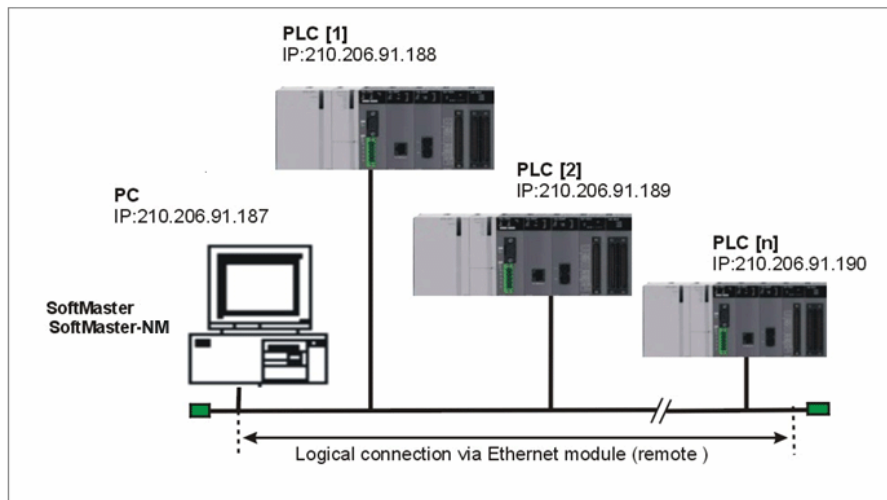 PLC [1]
IP:210.206.91.188
PLC [2]
IP:210.206.91.189
PC
IP:210.206.91.187
PLC [n]
IP:210.206.91.190
SoftMaster
SoftMaster-NM
Logical connection via Ethernet module (remote )